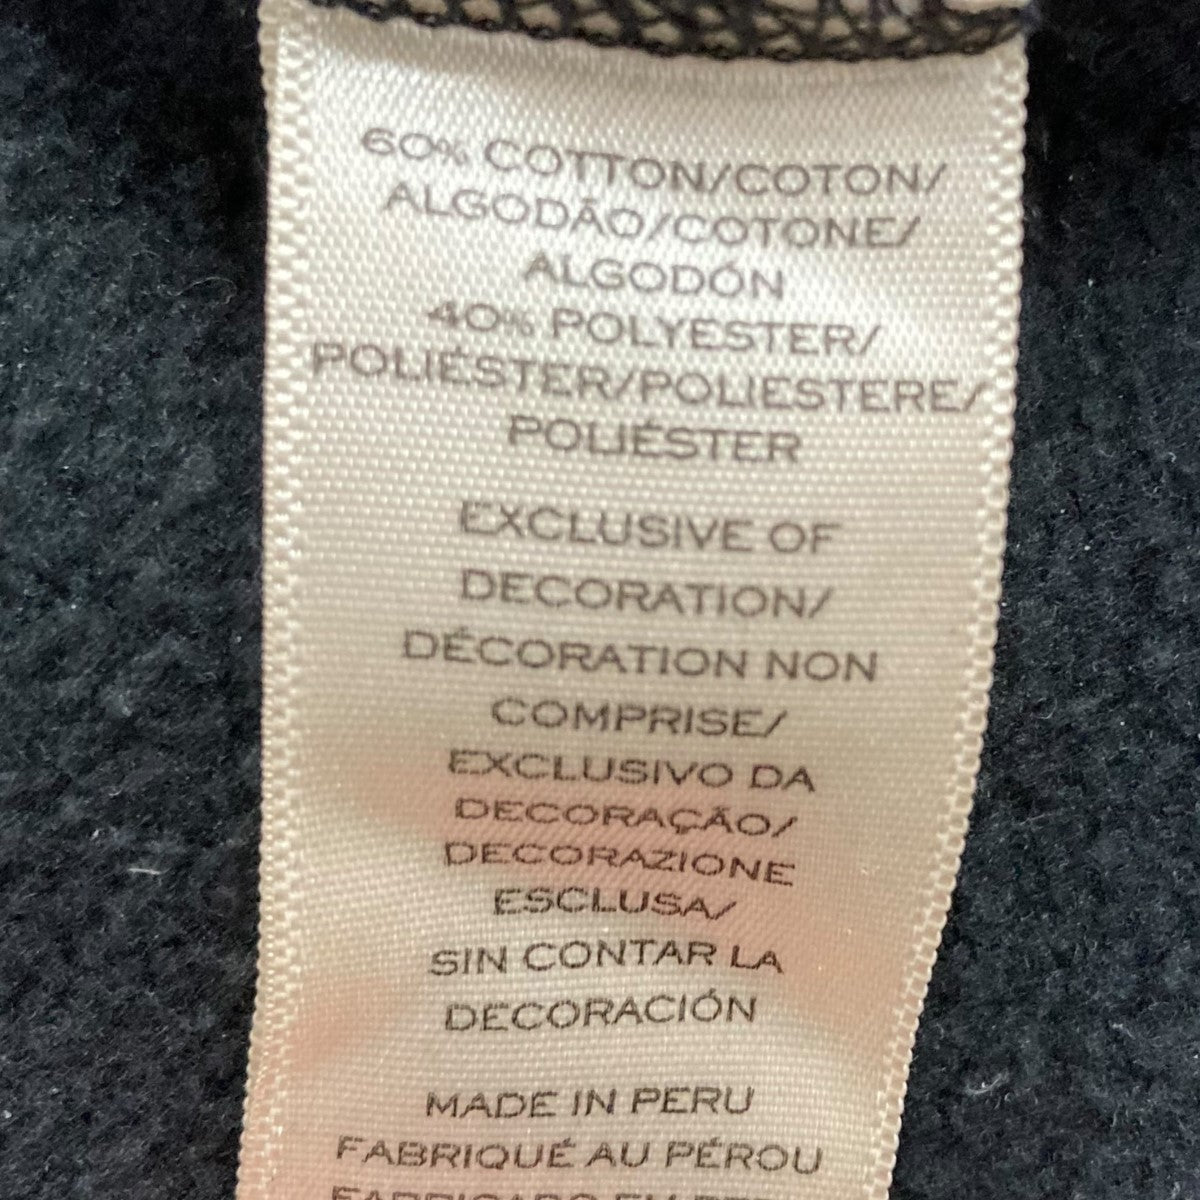 60% COTTON/COTON/
ALGODÃO/COTONE/
ALGODÓN
40% POLYESTER/
POLIÉSTER/POLIESTERE/
POLIÉSTER
EXCLUSIVE OF
DECORATION/
DÉCORATION NON
COMPRISE/
EXCLUSIVO DA
DECORAÇÃO/
DECORAZIONE
ESCLUSA/
SIN CONTAR LA
DECORACIÓN
MADE IN PERU
FABRIQUÉ AU PÉROU